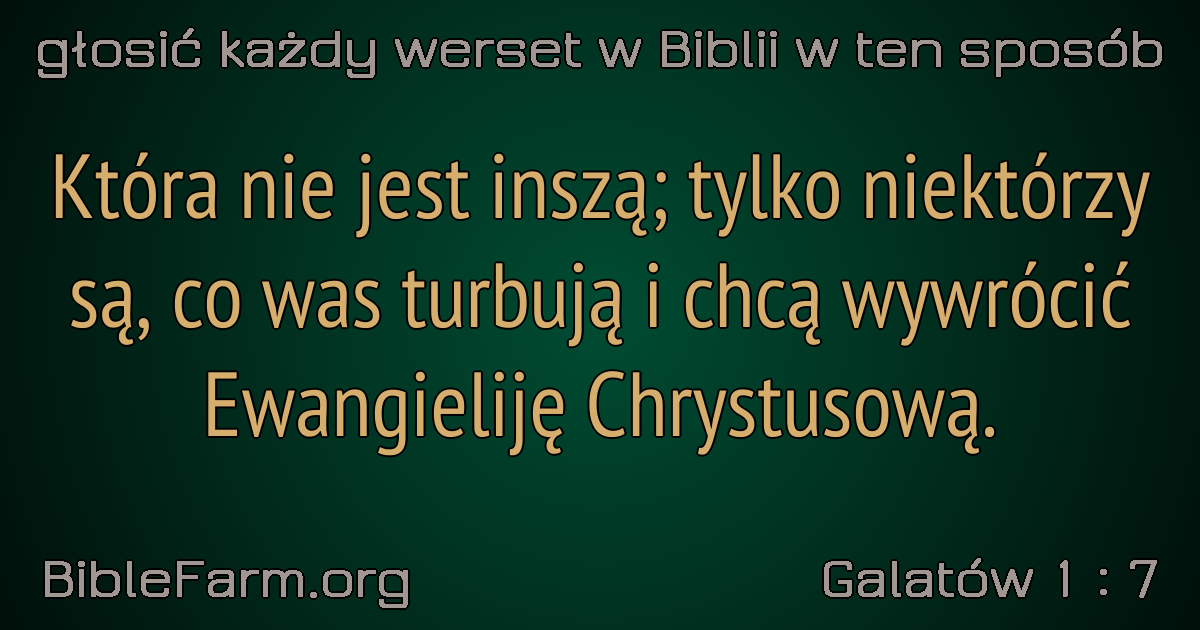 głosić każdy werset w Biblii w ten sposób
Która nie jest inszą; tylko niektórzy
są, co was turbują i chcą wywrócić
Ewangieliję Chrystusową.
BibleFarm.org
Galatów 1 : 7